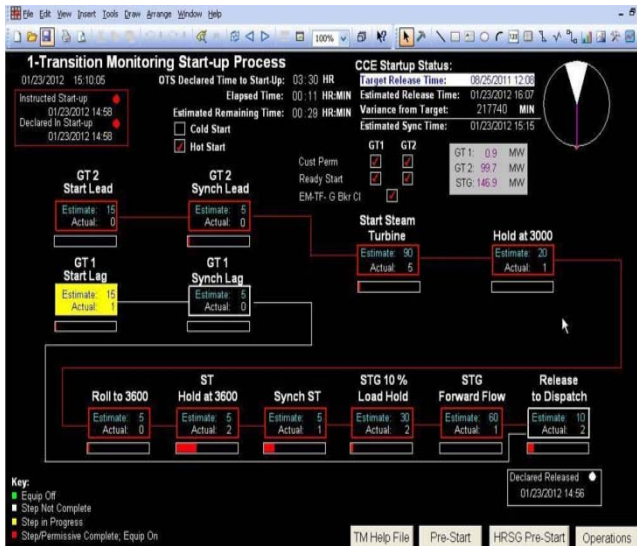 File Edit View Insert Tools Draw Arrange Window Help
100%
1-Transition Monitoring Start-up Process
01/23/2012 15:10:05
OTS Declared Time to Start-Up: 03:30 HR
Elapsed Time: 00:11 HR:MIN
Estimated Remaining Time: 00:29 HR:MIN
Instructed Start-up
01/23/2012 14:58
Declared In Start-up
01/23/2012 14:58
Cold Start
Hot Start
CCE Startup Status:
Target Release Time: 08/25/2011 12:08
Estimated Release Time: 01/23/2012 16:07
Variance from Target: 217740 MIN
Estimated Sync Time: 01/23/2012 15:15
GT1 GT2
Cust Perm
Ready Start
EM-TF- G Bkr Cl
GT 1: 0.9 MW
GT 2: 99.7 MW
STG: 146.9 MW
GT 2
Start Lead
Estimate: 15
Actual: 0
GT 2
Synch Lead
Estimate: 5
Actual: 0
Start Steam
Turbine
Estimate: 90
Actual: 5
Hold at 3000
Estimate: 20
Actual: 1
GT 1
Start Lag
Estimate: 15
Actual: 1
GT 1
Synch Lag
Estimate: 5
Actual: 0
Roll to 3600
Estimate: 5
Actual: 0
ST
Hold at 3600
Estimate: 5
Actual: 2
Synch ST
Estimate: 5
Actual: 1
STG 10 %
Load Hold
Estimate: 30
Actual: 2
STG
Forward Flow
Estimate: 60
Actual: 1
Release
to Dispatch
Estimate: 10
Actual: 2
Declared Released
01/23/2012 14:56
Key:
Equip Off
Step Not Complete
Step in Progress
Step/Permissive Complete; Equip On
TM Help File
Pre-Start
HRSG Pre-Start
Operations